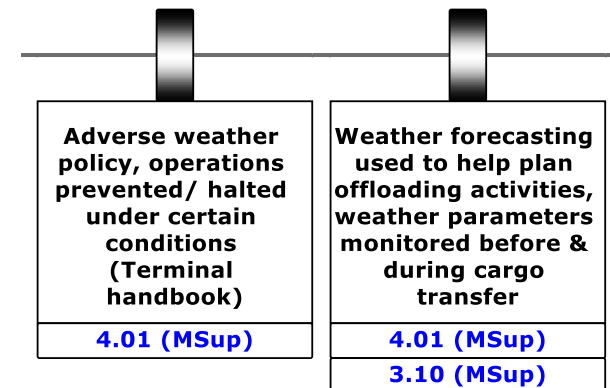 Adverse weather
policy, operations
prevented/ halted
under certain
conditions
(Terminal
handbook)
4.01 (MSup)
Weather forecasting
used to help plan
offloading activities,
weather parameters
monitored before &
during cargo
transfer
4.01 (MSup)
3.10 (MSup)